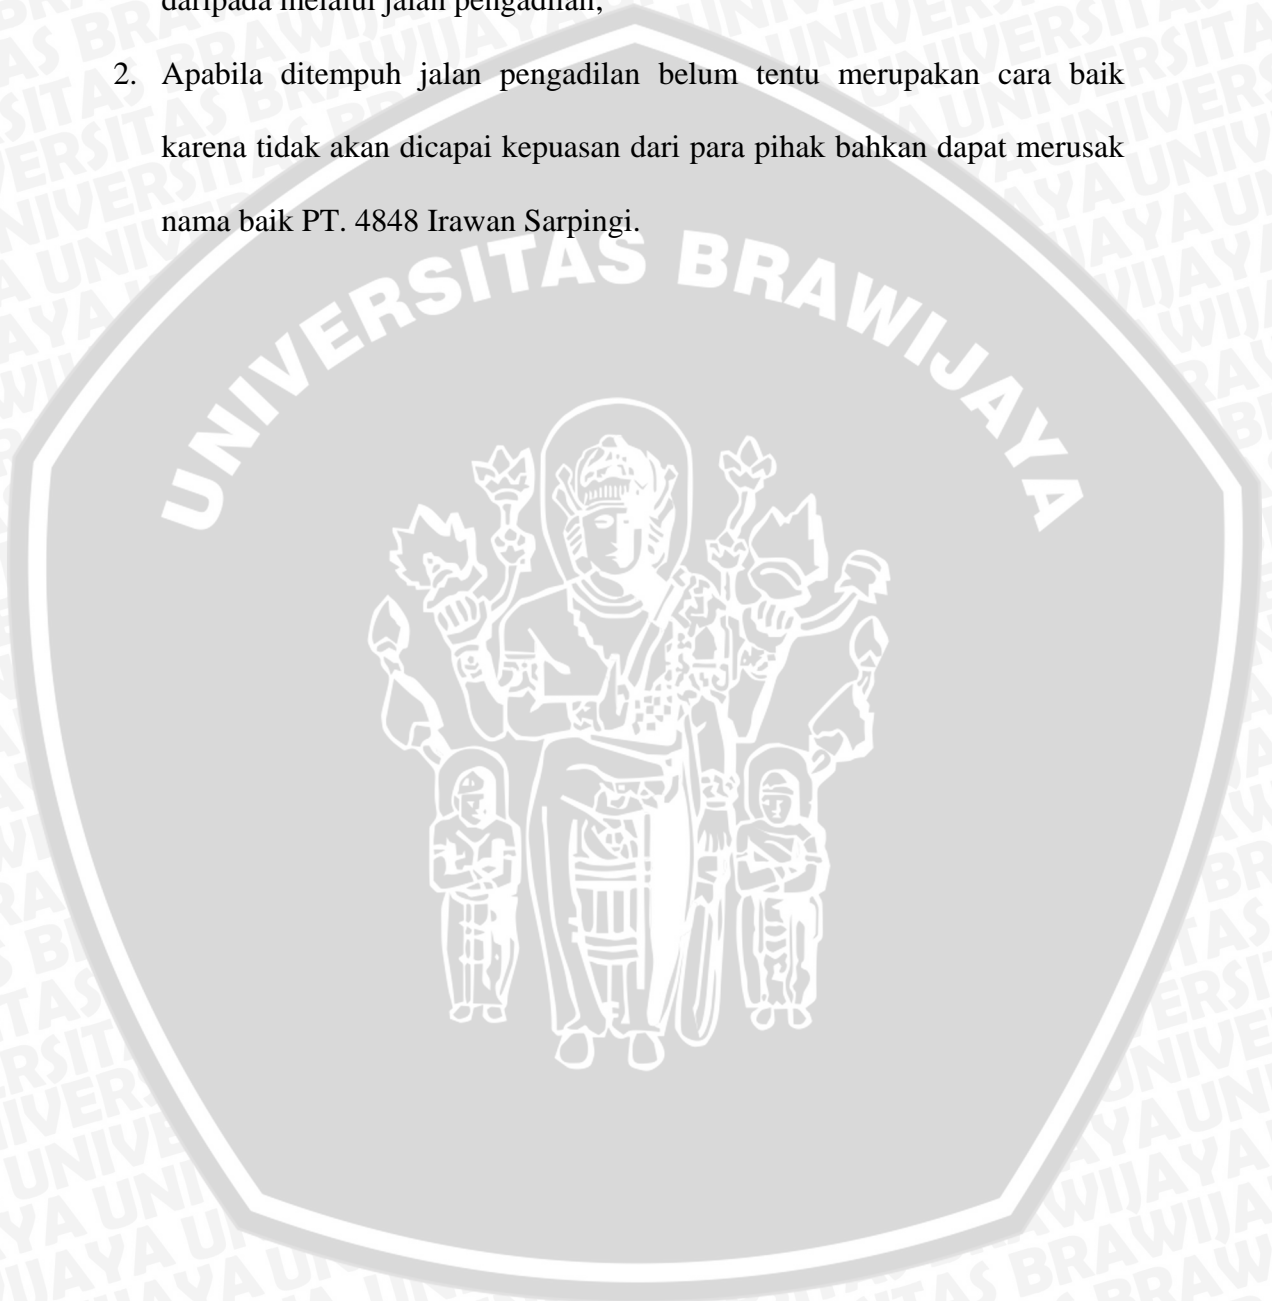 daripada melalui jalan pengadilan;
2. Apabila ditempuh jalan pengadilan belum tentu merupakan cara baik
karena tidak akan dicapai kepuasan dari para pihak bahkan dapat merusak
nama baik PT. 4848 Irawan Sarpingi.
UNIVERSITAS BRAWIJAYA